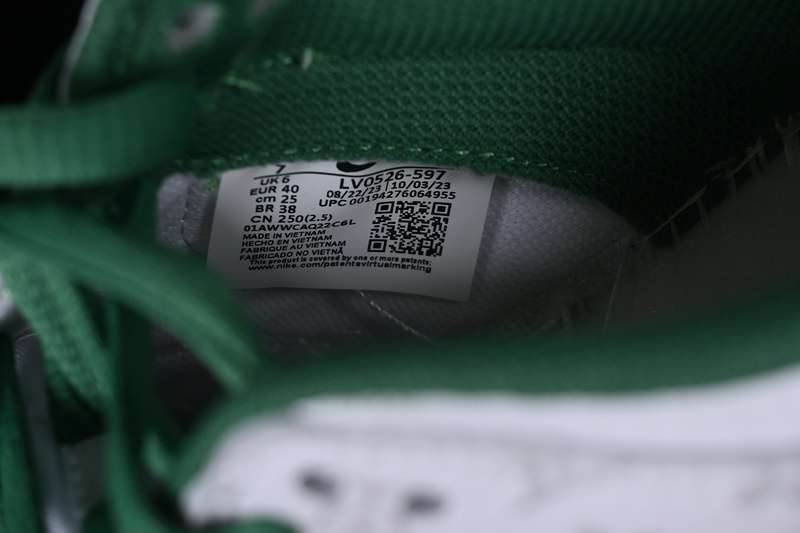 7
UK 6
EUR 40
cm 25
BR 38
CN 250(2.5)
LV0526-597
08/22/23 | 10/03/23
UPC 00194276064955
01AWWCAQ22C6L
MADE IN VIETNAM
HECHO EN VIETNAM
FABRIQUE AU VIETNAM
FABRICADO NO VIETNÃ
This product is covered by one or more patents;
www.nike.com/patentsvirtualmarking